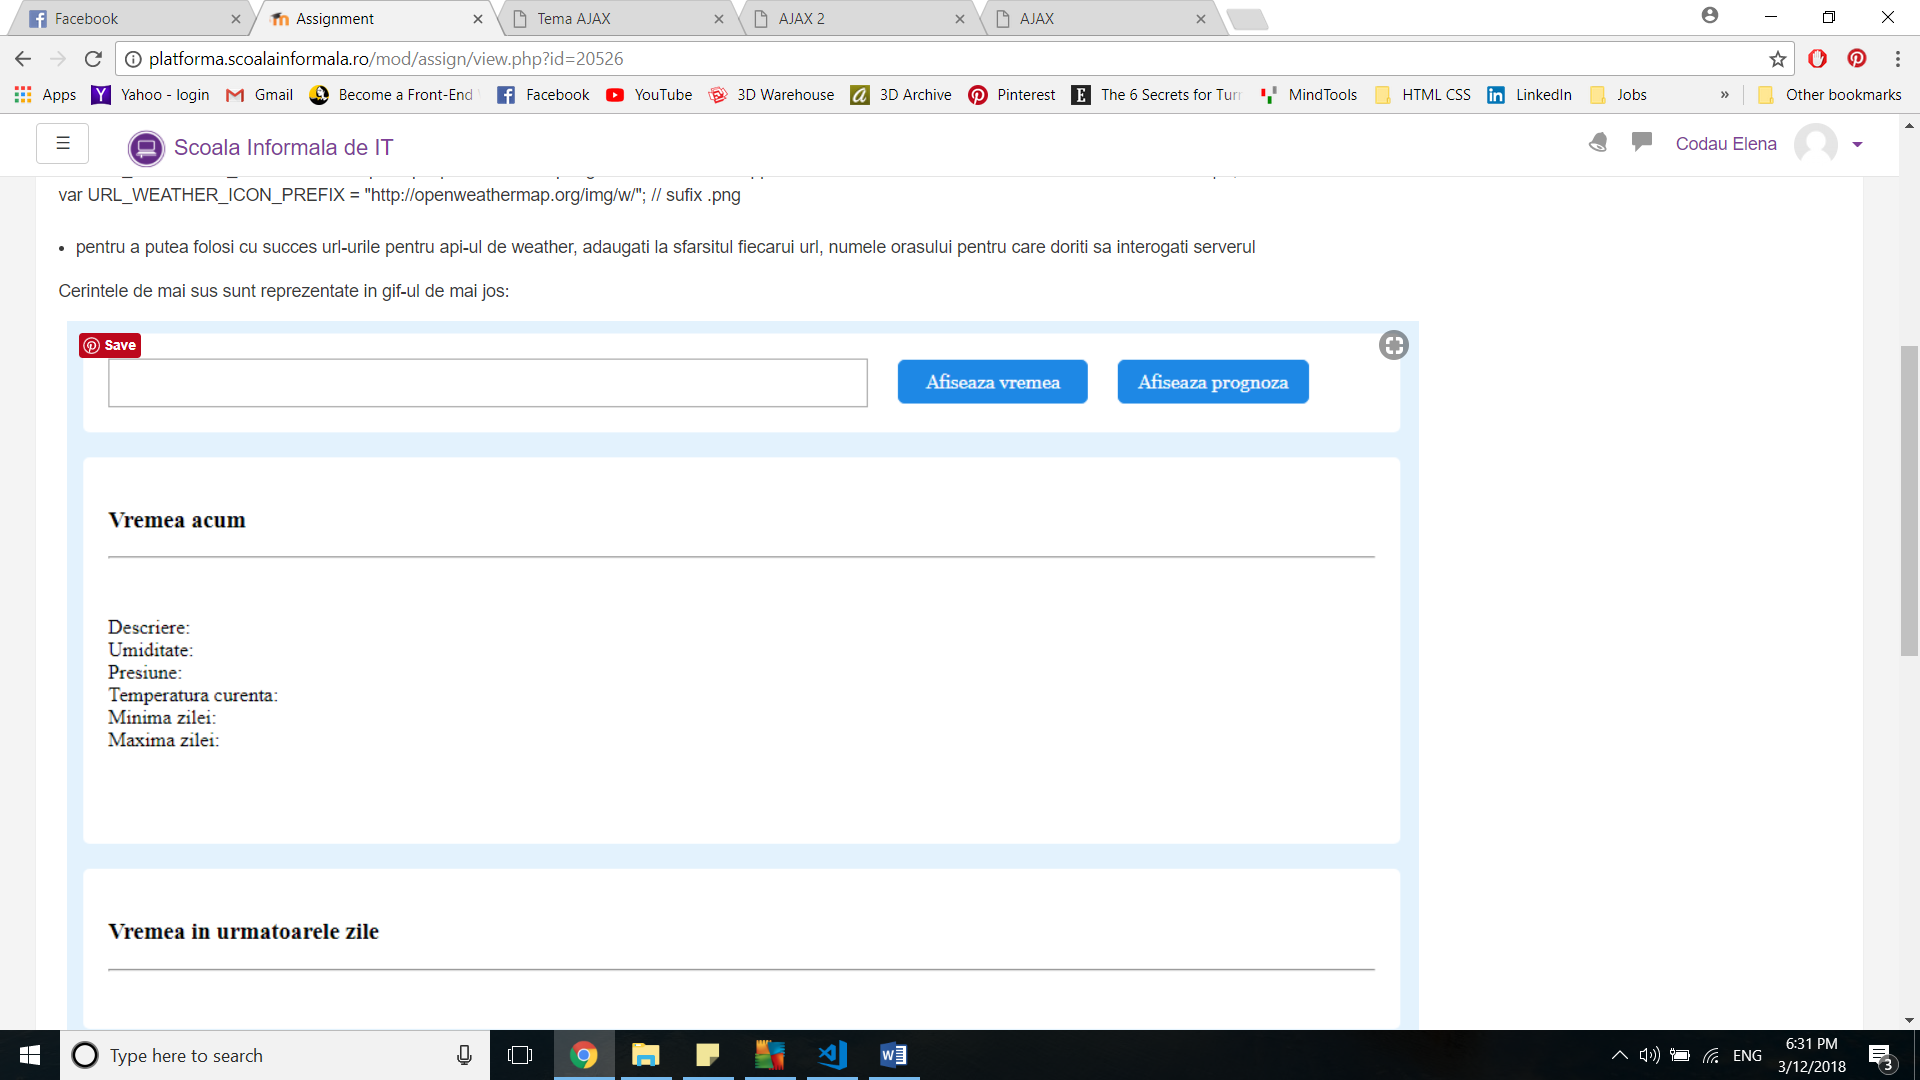 Facebook
Assignment
Tema AJAX
AJAX 2
AJAX
platforma.scoalainformala.ro/mod/assign/view.php?id=20526
Apps
Yahoo - login
Gmail
Become a Front-End
Facebook
YouTube
3D Warehouse
3D Archive
Pinterest
The 6 Secrets for Turn
MindTools
HTML CSS
LinkedIn
Jobs
»
Other bookmarks
Scoala Informala de IT
Codau Elena
var URL_WEATHER_ICON_PREFIX = "http://openweathermap.org/img/w/"; // sufix .png
• pentru a putea folosi cu succes url-urile pentru api-ul de weather, adaugati la sfarsitul fiecarui url, numele orasului pentru care doriti sa interogati serverul
Cerintele de mai sus sunt reprezentate in gif-ul de mai jos:
Save
Afiseaza vremea
Afiseaza prognoza
Vremea acum
Descriere:
Umiditate:
Presiune:
Temperatura curenta:
Minima zilei:
Maxima zilei:
Vremea in urmatoarele zile
Type here to search
ENG
6:31 PM
3/12/2018
3